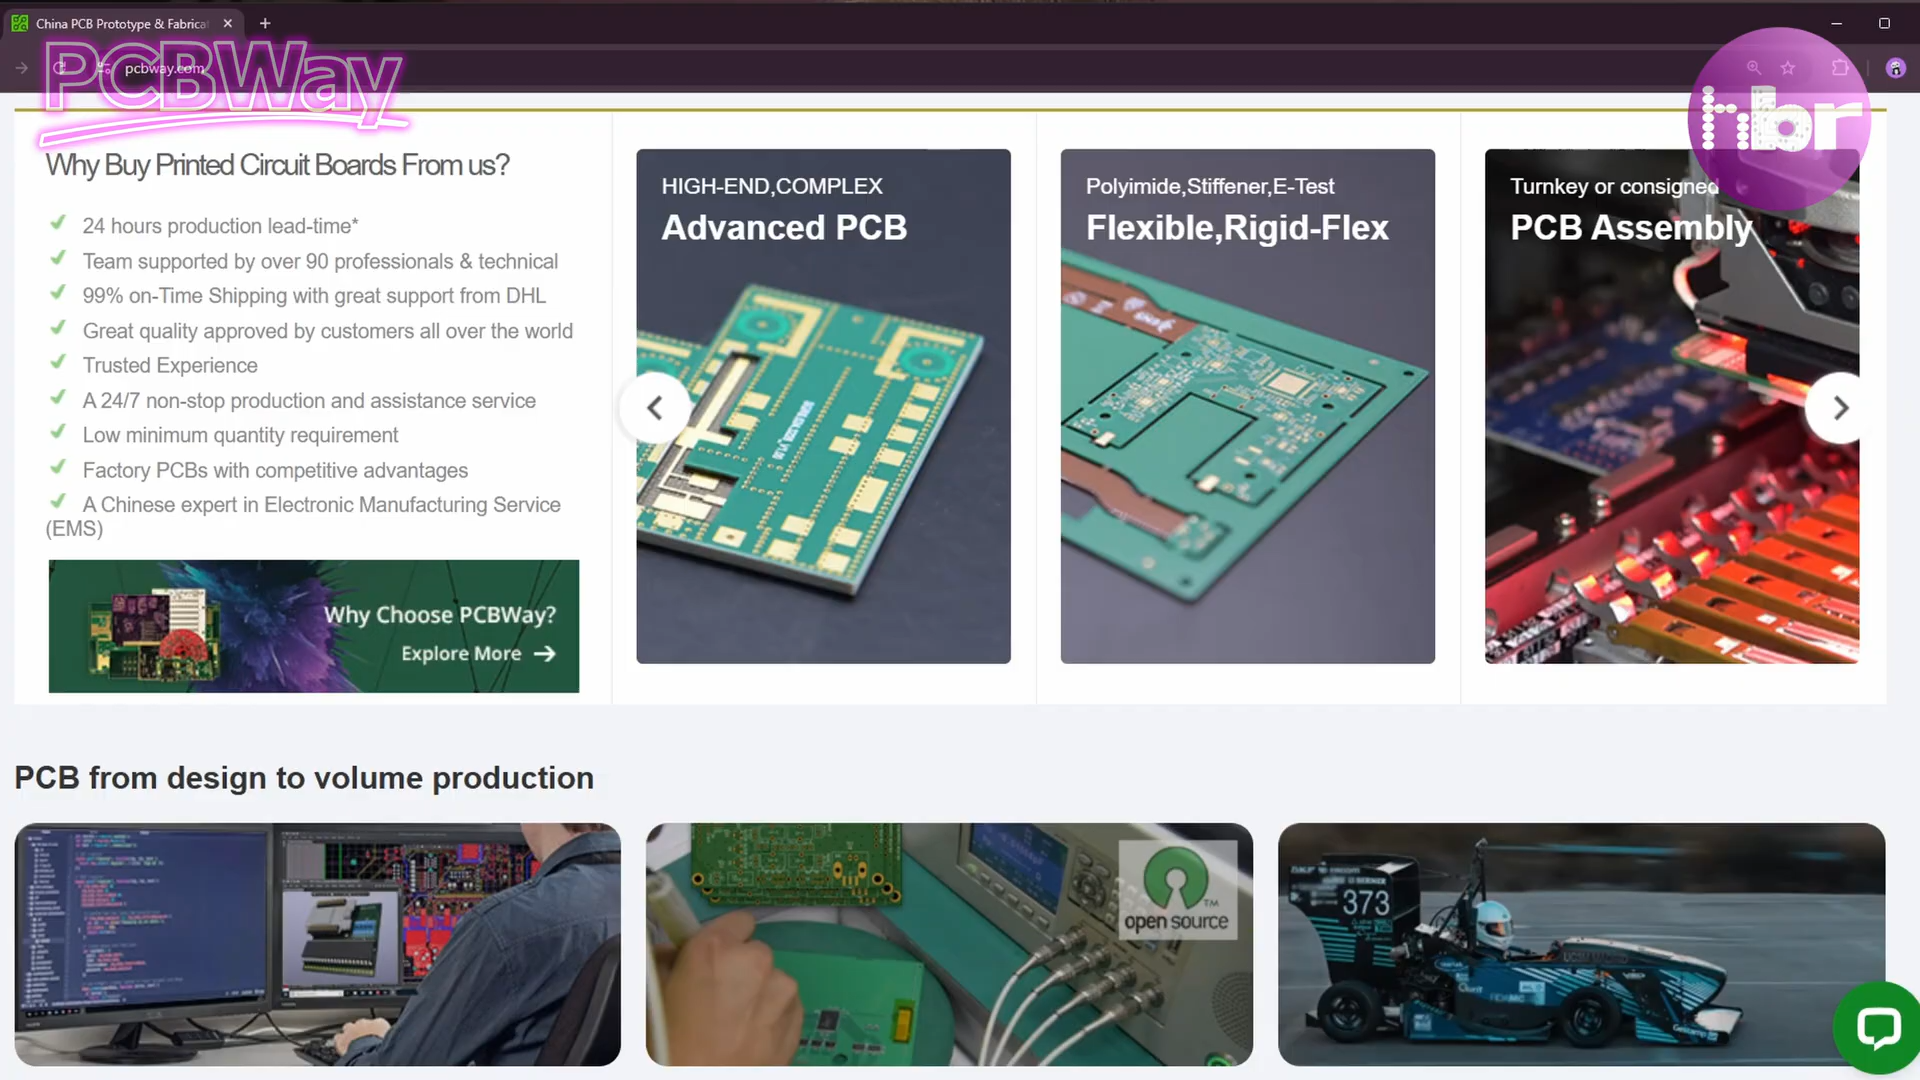 China PCB Prototype & Fabrica
PCBWay
pcbway.com
hbr
Why Buy Printed Circuit Boards From us?
24 hours production lead-time*
Team supported by over 90 professionals & technical
99% on-Time Shipping with great support from DHL
Great quality approved by customers all over the world
Trusted Experience
A 24/7 non-stop production and assistance service
Low minimum quantity requirement
Factory PCBs with competitive advantages
A Chinese expert in Electronic Manufacturing Service
(EMS)
Why Choose PCBWay?
Explore More
HIGH-END,COMPLEX
Advanced PCB
Polyimide,Stiffener,E-Test
Flexible,Rigid-Flex
Turnkey or consigned
PCB Assembly
PCB from design to volume production
open source
TM
373